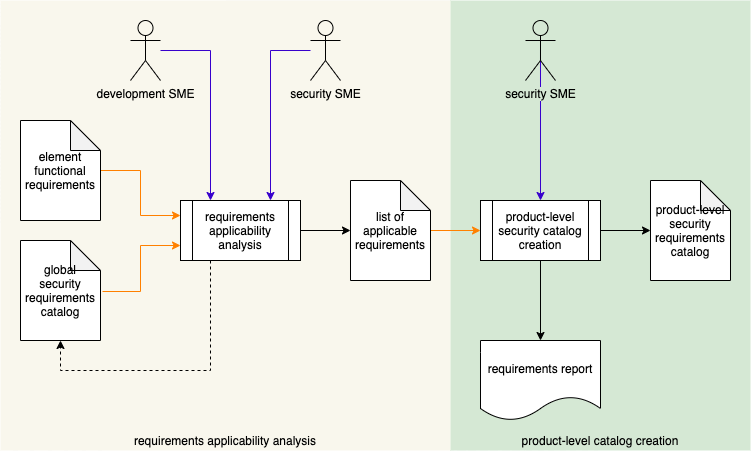 development SME
security SME
security SME
element
functional
requirements
requirements
applicability
analysis
list of
applicable
requirements
product-level
security catalog
creation
product-level
security
requirements
catalog
global
security
requirements
catalog
requirements report
requirements applicability analysis
product-level catalog creation